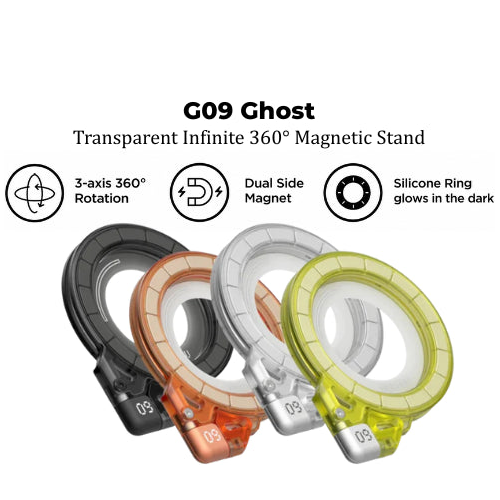 G09 Ghost
Transparent Infinite 360° Magnetic Stand
3-axis 360°
Rotation
Dual Side
Magnet
Silicone Ring
glows in the dark
09
09
09
09